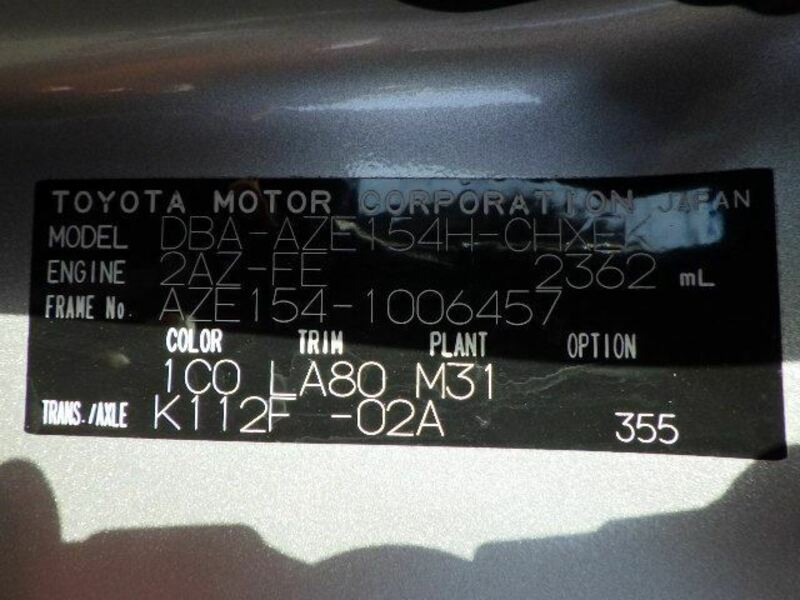 TOYOTA MOTOR CORPORATION JAPAN
MODEL DBA-AZE154H-CHXEK
ENGINE 2AZ-FE 2362 mL
FRAME No. AZE154-1006457
COLOR TRIM PLANT OPTION
1C0 LA80 M31
TRANS./AXLE K112F -02A 355